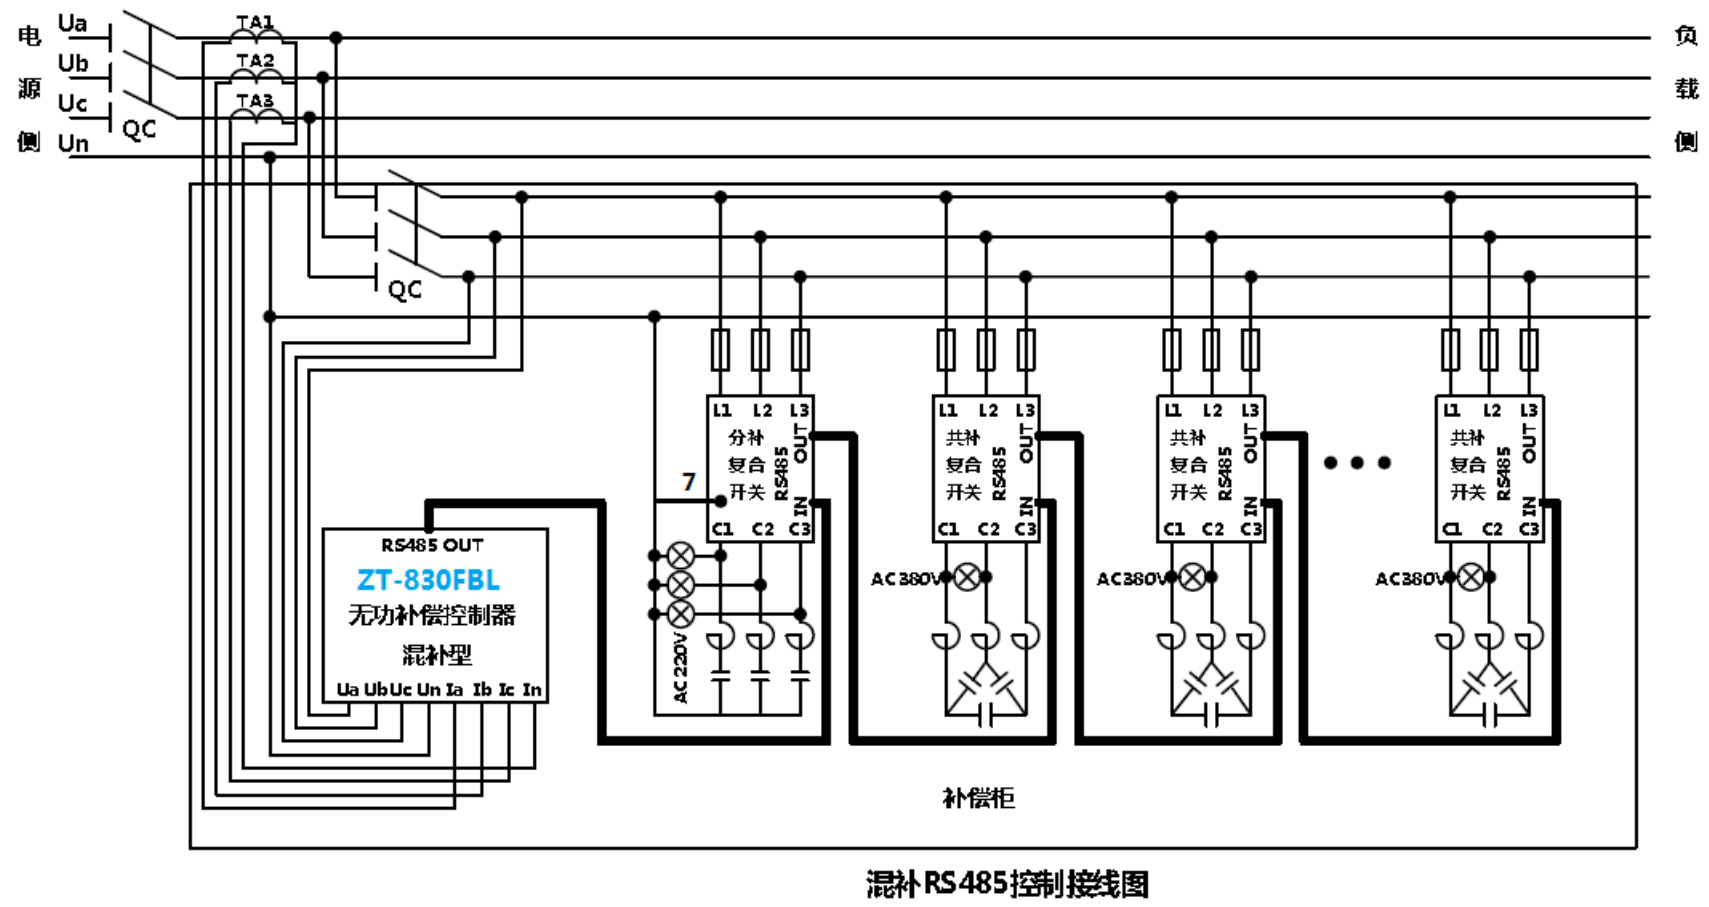 电源侧
Ua
Ub
Uc
Un
QC
TA1
TA2
TA3
负载侧
QC
L1 L2 L3
分补
复合
开关
RS485
OUT
IN
C1 C2 C3
7
AC220V
L1 L2 L3
共补
复合
开关
RS485
OUT
IN
C1 C2 C3
AC380V
L1 L2 L3
共补
复合
开关
RS485
OUT
IN
C1 C2 C3
AC380V
L1 L2 L3
共补
复合
开关
RS485
OUT
IN
C1 C2 C3
AC380V
RS485 OUT
ZT-830FBL
无功补偿控制器
混补型
Ua Ub Uc Un Ia Ib Ic In
补偿柜
混补RS485控制接线图